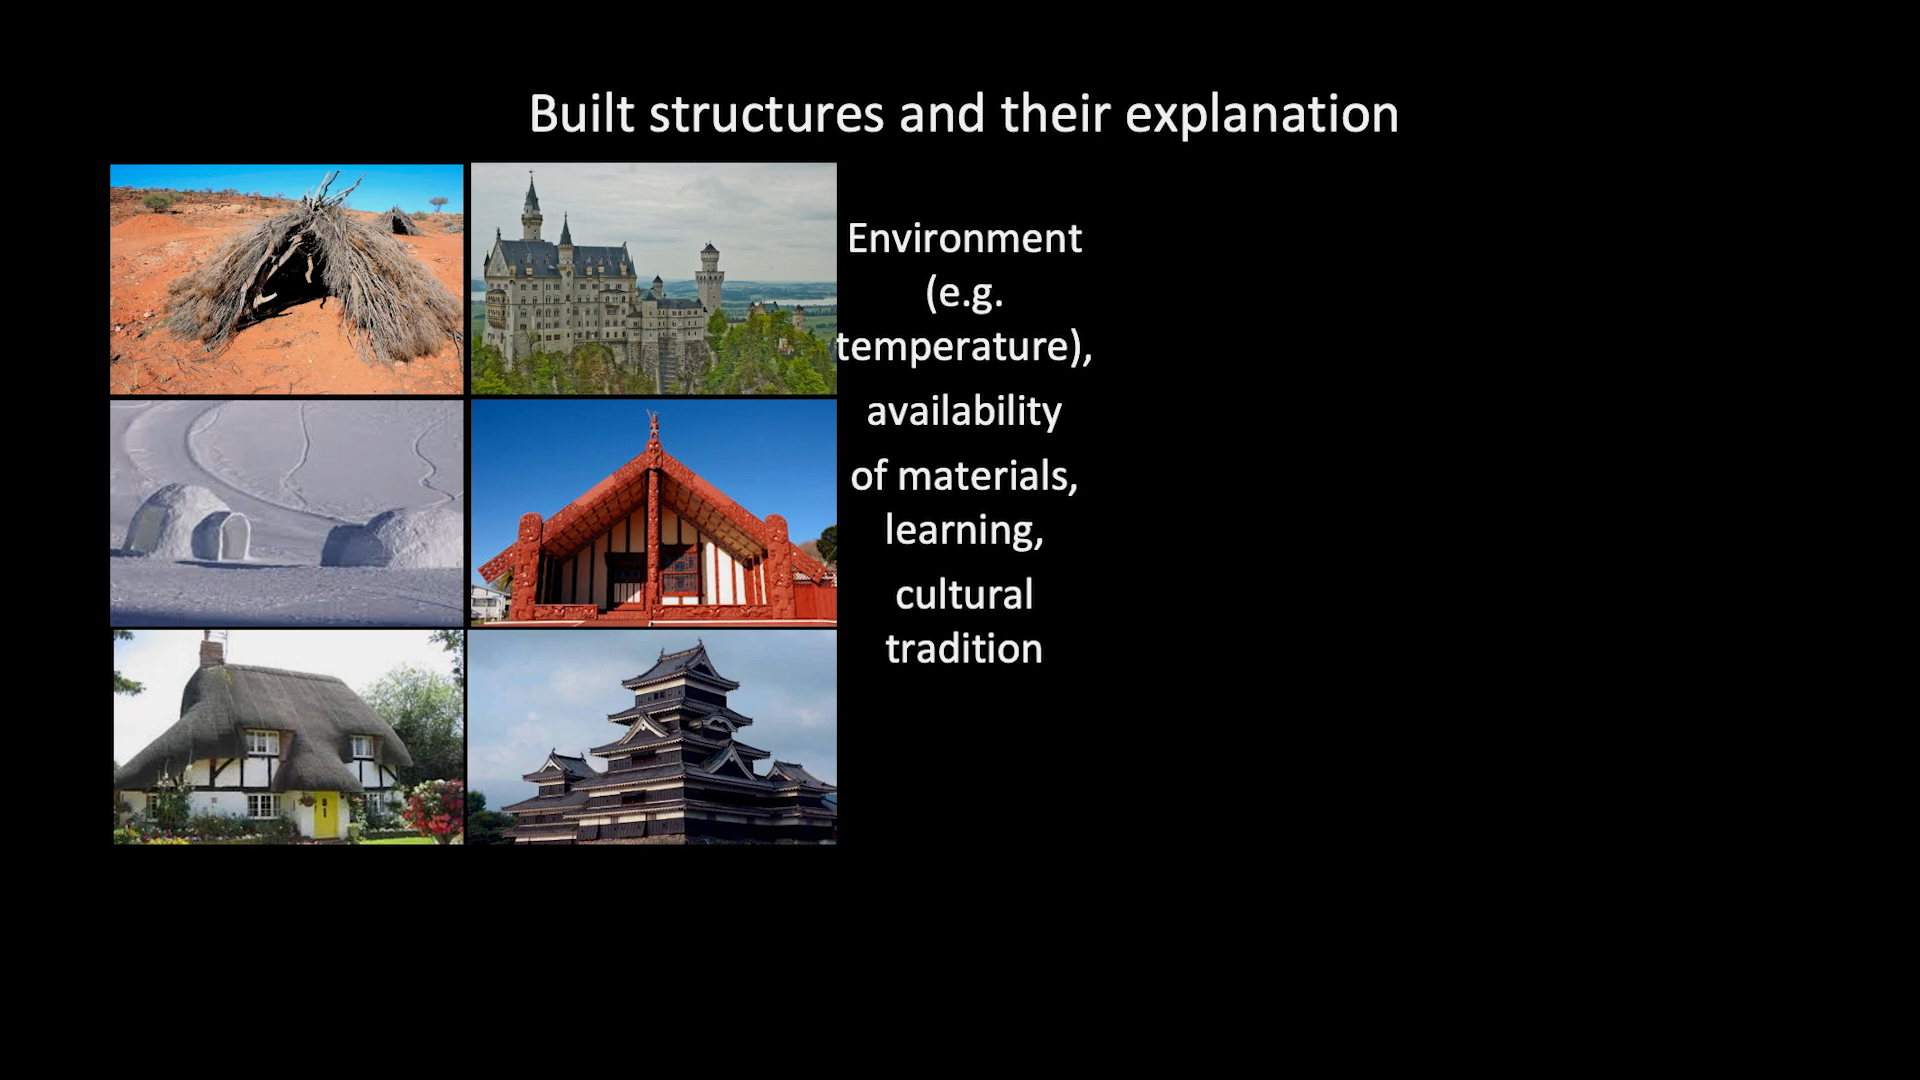 Built structures and their explanation
Environment
(e.g.
temperature),
availability
of materials,
learning,
cultural
tradition